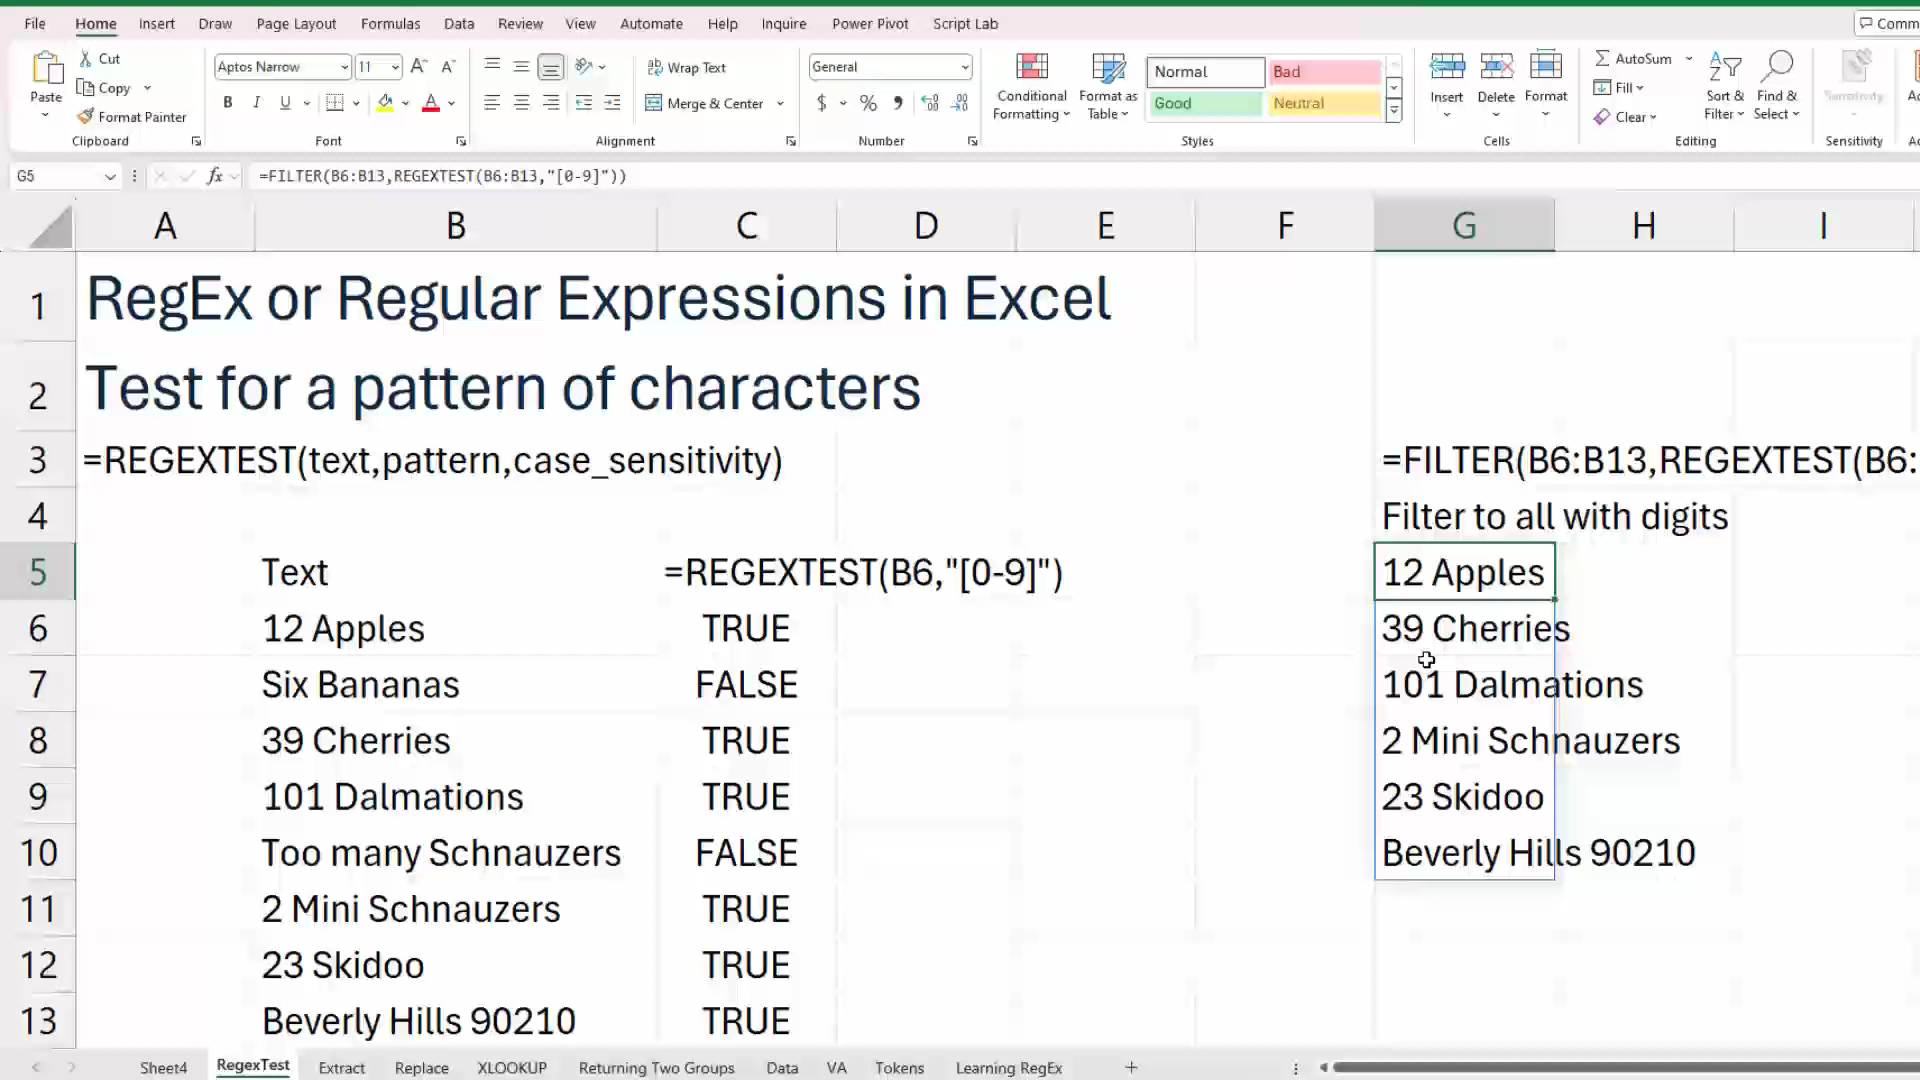 File Home Insert Draw Page Layout Formulas Data Review View Automate Help Inquire Power Pivot Script Lab
Paste
Cut
Copy
Format Painter
Clipboard
Aptos Narrow 11
B I U
Font
Wrap Text
Merge & Center
Alignment
General
$ %
Number
Conditional Formatting
Format as Table
Normal Bad
Good Neutral
Styles
Insert Delete Format
Cells
AutoSum
Fill
Clear
Sort & Filter
Find & Select
Editing
Sensitivity
Sensitivity
G5 fx =FILTER(B6:B13,REGEXTEST(B6:B13,"[0-9]"))
A B C D E F G H I
1 RegEx or Regular Expressions in Excel
2 Test for a pattern of characters
3 =REGEXTEST(text,pattern,case_sensitivity) =FILTER(B6:B13,REGEXTEST(B6:
4 Filter to all with digits
5 Text =REGEXTEST(B6,"[0-9]") 12 Apples
6 12 Apples TRUE 39 Cherries
7 Six Bananas FALSE 101 Dalmations
8 39 Cherries TRUE 2 Mini Schnauzers
9 101 Dalmations TRUE 23 Skidoo
10 Too many Schnauzers FALSE Beverly Hills 90210
11 2 Mini Schnauzers TRUE
12 23 Skidoo TRUE
13 Beverly Hills 90210 TRUE
Sheet4 RegexTest Extract Replace XLOOKUP Returning Two Groups Data VA Tokens Learning RegEx +